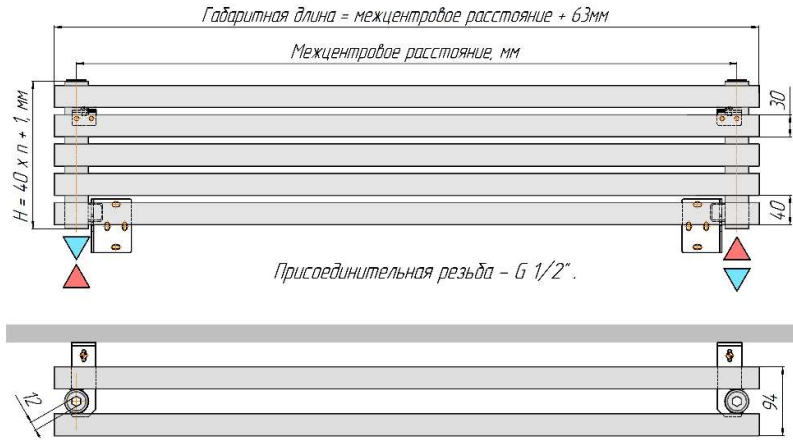 Габаритная длина = межцентровое расстояние + 63мм
Межцентровое расстояние, мм
H = 40 x n + 1, мм
30
40
Присоединительная резьба – G 1/2".
12
94